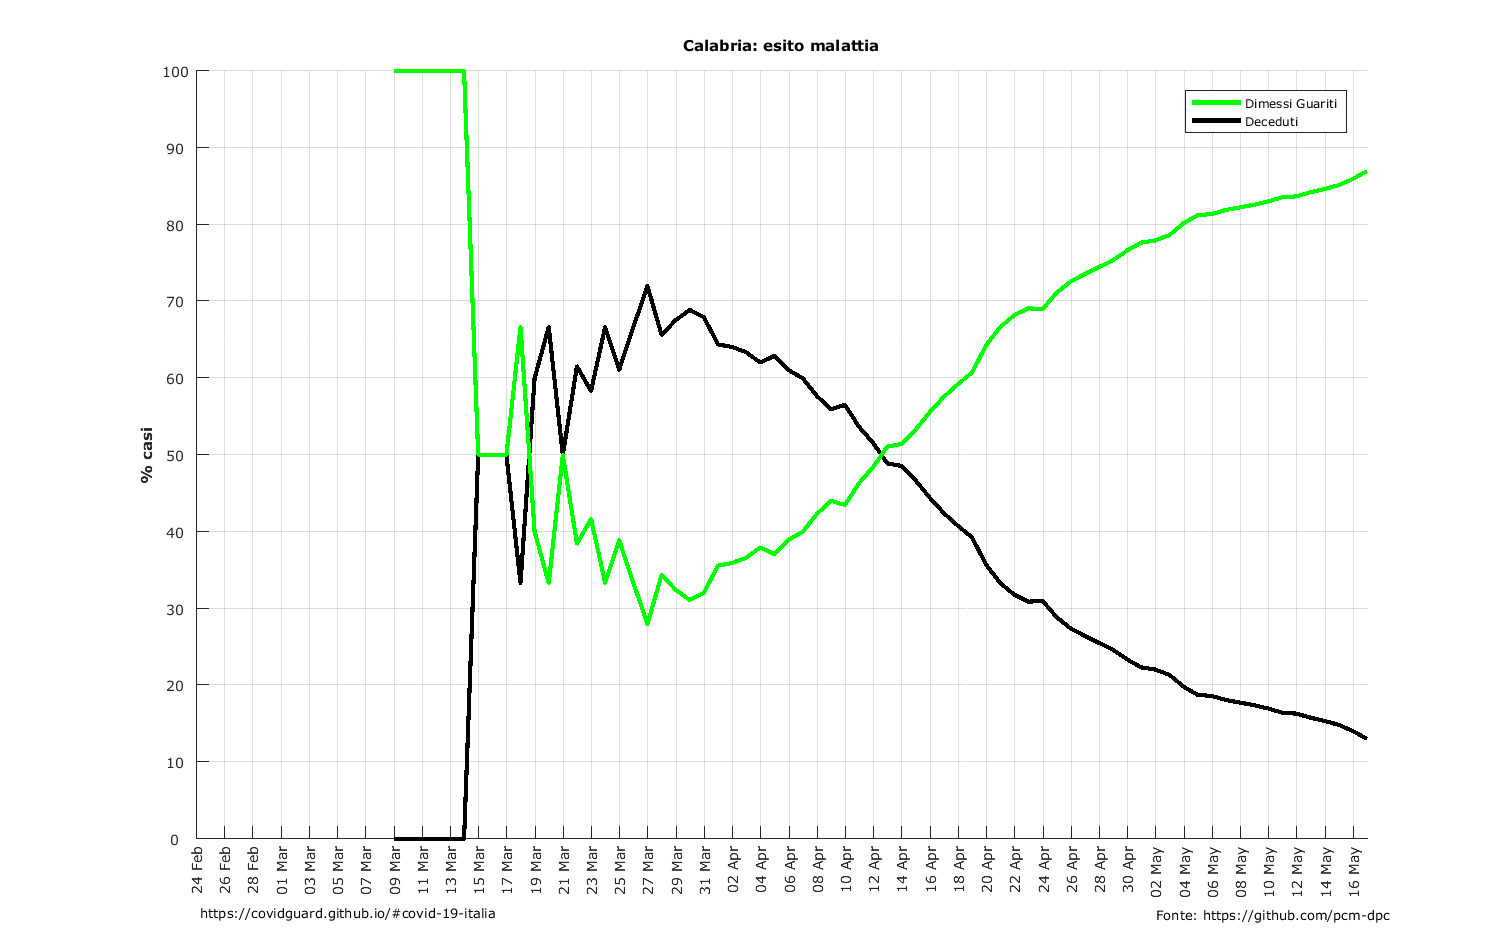 Calabria: esito malattia
100
90
80
70
60
50
40
30
20
10
0
% casi
Dimessi Guariti
Deceduti
24 Feb
26 Feb
28 Feb
01 Mar
03 Mar
05 Mar
07 Mar
09 Mar
11 Mar
13 Mar
15 Mar
17 Mar
19 Mar
21 Mar
23 Mar
25 Mar
27 Mar
29 Mar
31 Mar
02 Apr
04 Apr
06 Apr
08 Apr
10 Apr
12 Apr
14 Apr
16 Apr
18 Apr
20 Apr
22 Apr
24 Apr
26 Apr
28 Apr
30 Apr
02 May
04 May
06 May
08 May
10 May
12 May
14 May
16 May
https://covidguard.github.io/#covid-19-italia
Fonte: https://github.com/pcm-dpc